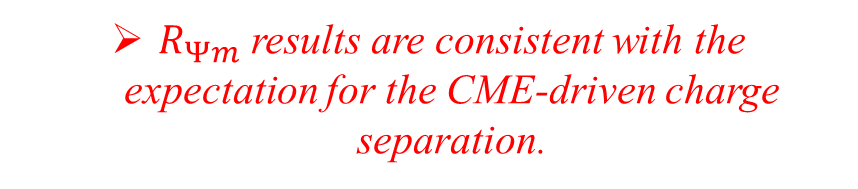 ➢ R_Ψm results are consistent with the
expectation for the CME-driven charge
separation.